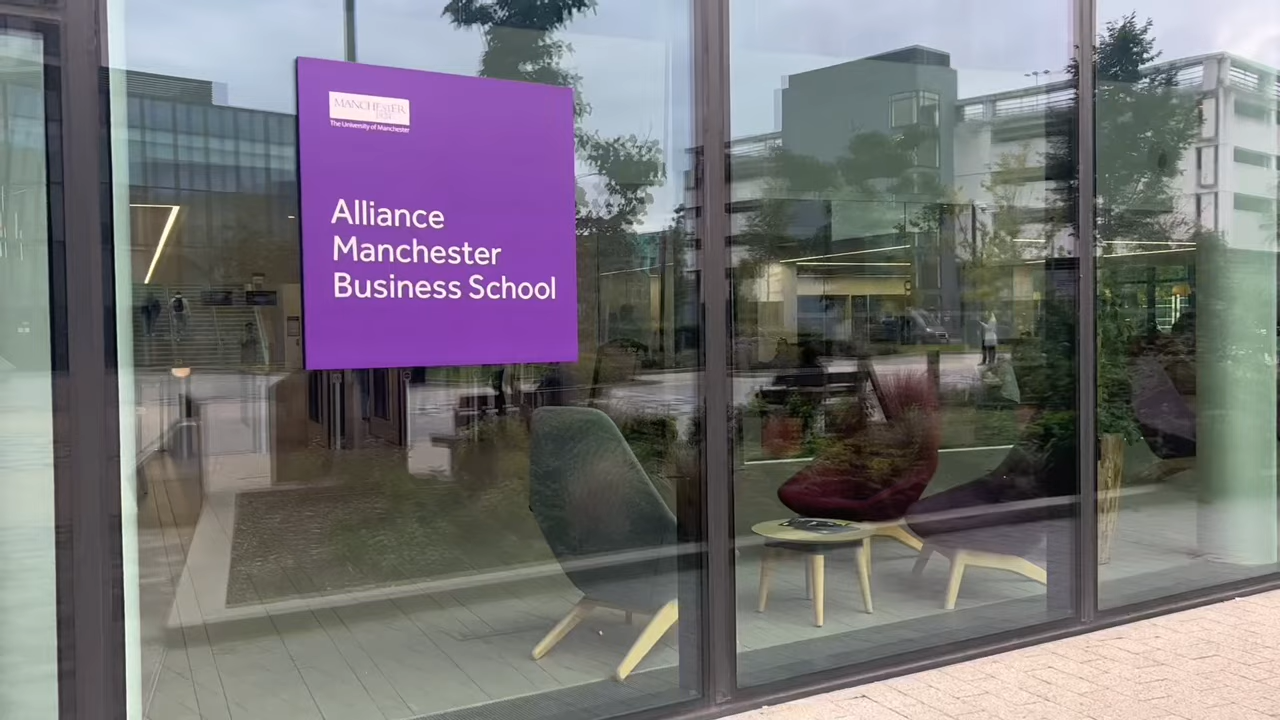 MANCHESTER
1824
The University of Manchester
Alliance
Manchester
Business School